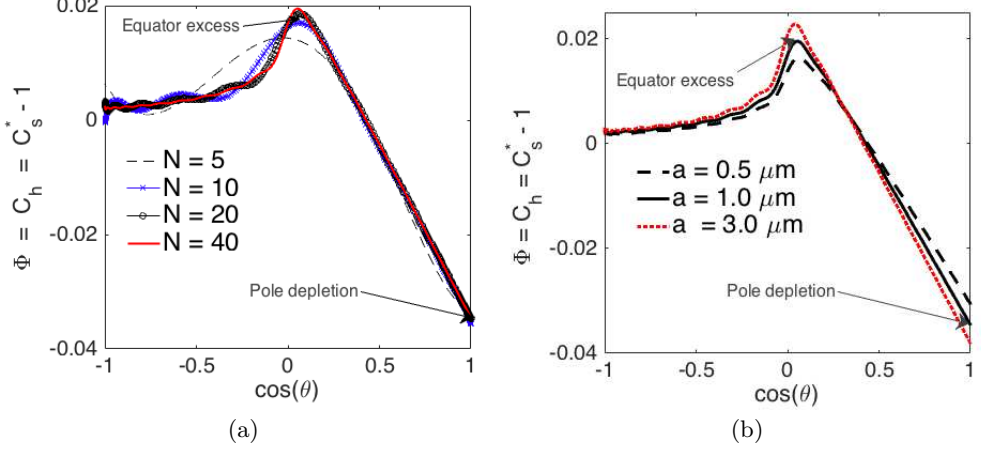 0.02
0
-0.02
-0.04
-1
-0.5
0
0.5
1
cos(θ)
Φ = C_h = C_s^* - 1
Equator excess
N = 5
N = 10
N = 20
N = 40
Pole depletion
(a)
0.02
0
-0.02
-0.04
-1
-0.5
0
0.5
1
cos(θ)
Φ = C_h = C_s^* - 1
Equator excess
a = 0.5 μm
a = 1.0 μm
a = 3.0 μm
Pole depletion
(b)